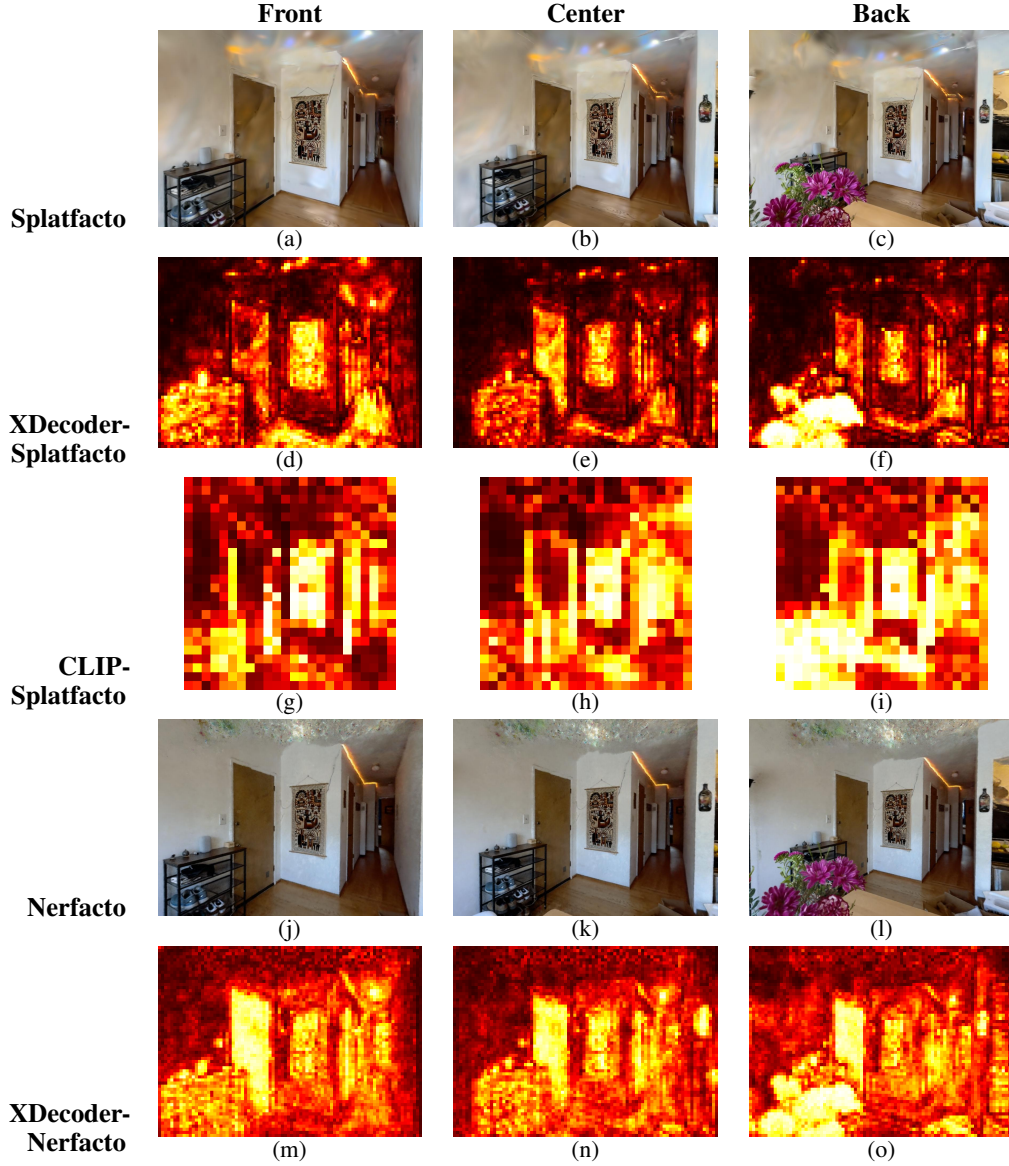 Front Center Back
Splatfacto
(a) (b) (c)
XDecoder-
Splatfacto
(d) (e) (f)
CLIP-
Splatfacto
(g) (h) (i)
Nerfacto
(j) (k) (l)
XDecoder-
Nerfacto
(m) (n) (o)